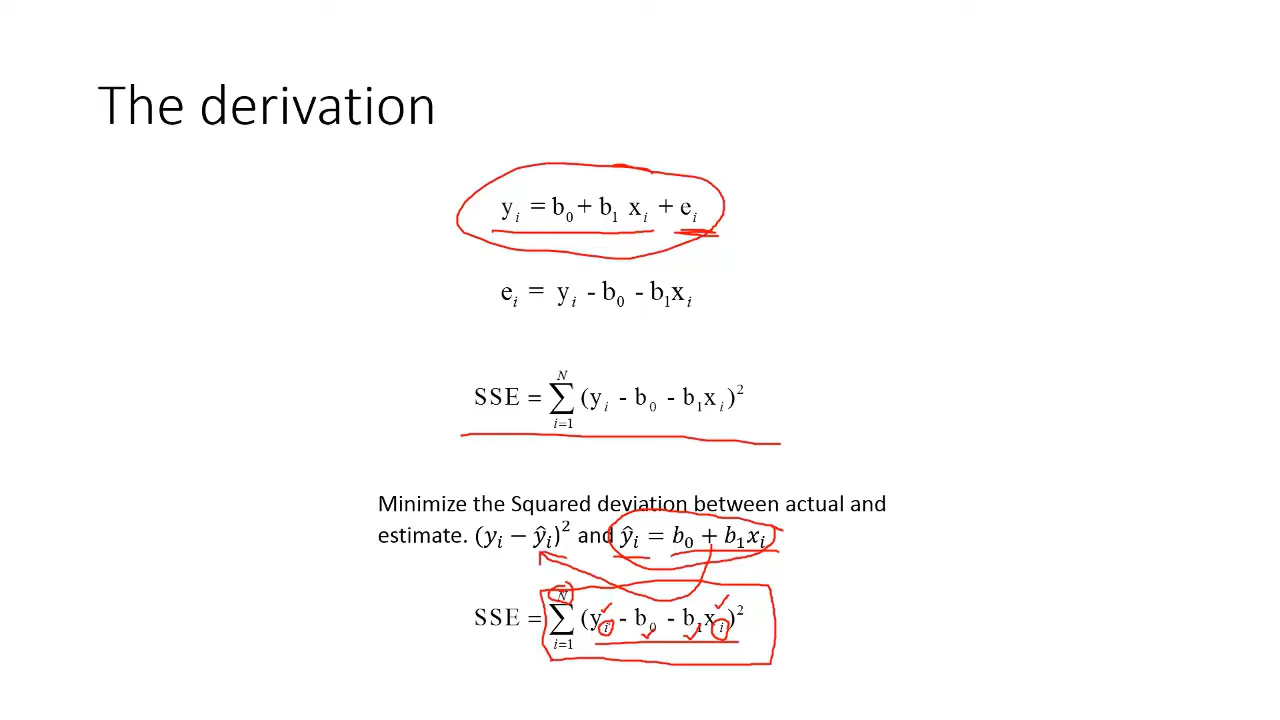 The derivation
yᵢ = b₀ + b₁ xᵢ + eᵢ
eᵢ = yᵢ - b₀ - b₁xᵢ
SSE = ∑ᵢ₌₁ᴺ (yᵢ - b₀ - b₁xᵢ)²
Minimize the Squared deviation between actual and
estimate. (yᵢ − ŷᵢ)² and ŷᵢ = b₀ + b₁xᵢ
SSE = ∑ᵢ₌₁ᴺ (yᵢ - b₀ - b₁xᵢ)²